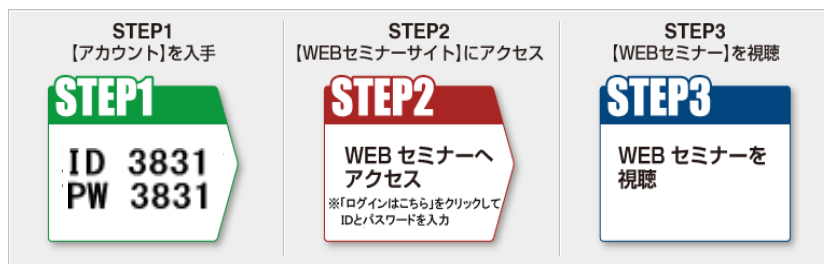 STEP1
【アカウント】を入手
STEP1
ID 3831
PW 3831
STEP2
【WEBセミナーサイト】にアクセス
STEP2
WEB セミナーへ
アクセス
※「ログインはこちら」をクリックして
IDとパスワードを入力
STEP3
【WEBセミナー】を視聴
STEP3
WEB セミナーを
視聴